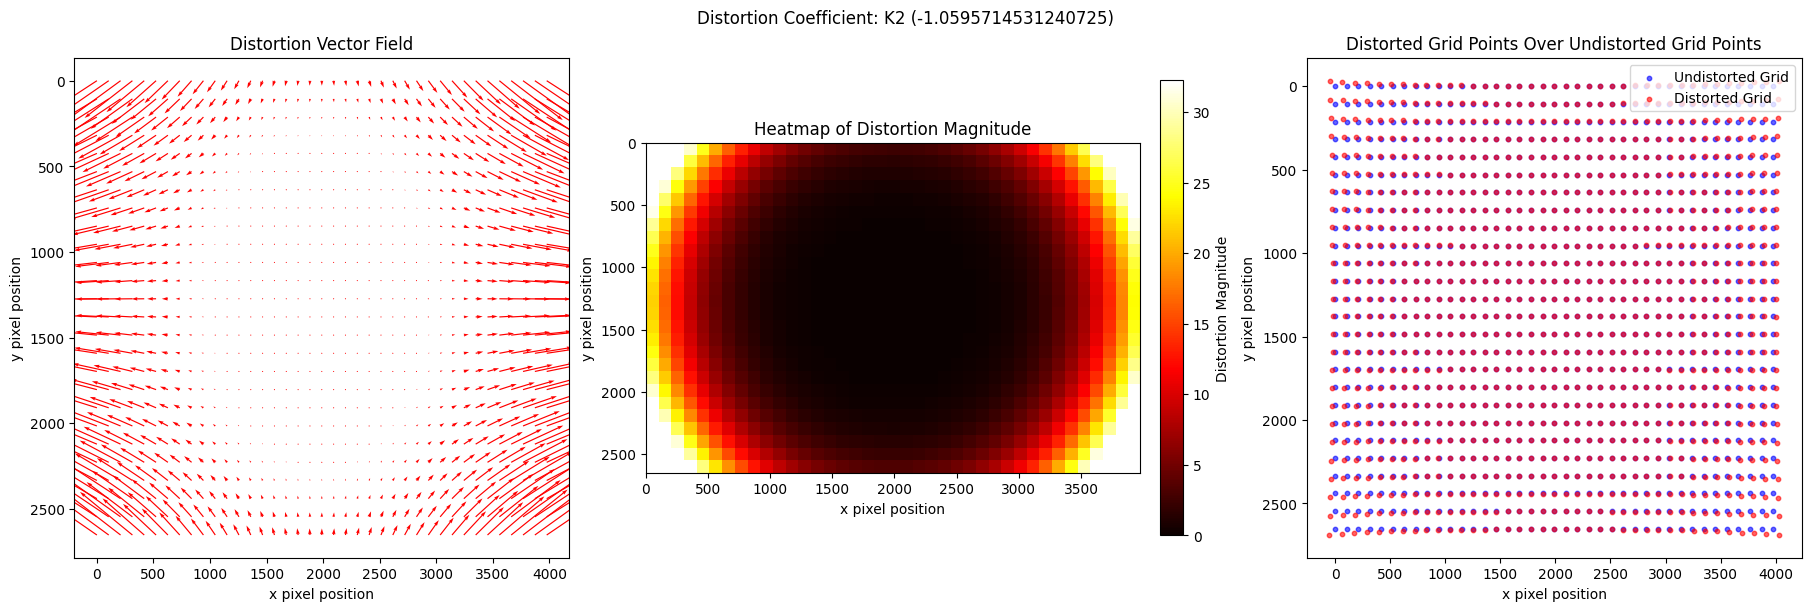 Distortion Coefficient: K2 (-1.0595714531240725)
Distortion Vector Field
0
500
1000
1500
2000
2500
y pixel position
0 500 1000 1500 2000 2500 3000 3500 4000
x pixel position
Heatmap of Distortion Magnitude
0
500
1000
1500
2000
2500
y pixel position
0 500 1000 1500 2000 2500 3000 3500
x pixel position
30
25
20
15
10
5
0
Distortion Magnitude
Distorted Grid Points Over Undistorted Grid Points
Undistorted Grid
Distorted Grid
0
500
1000
1500
2000
2500
y pixel position
0 500 1000 1500 2000 2500 3000 3500 4000
x pixel position